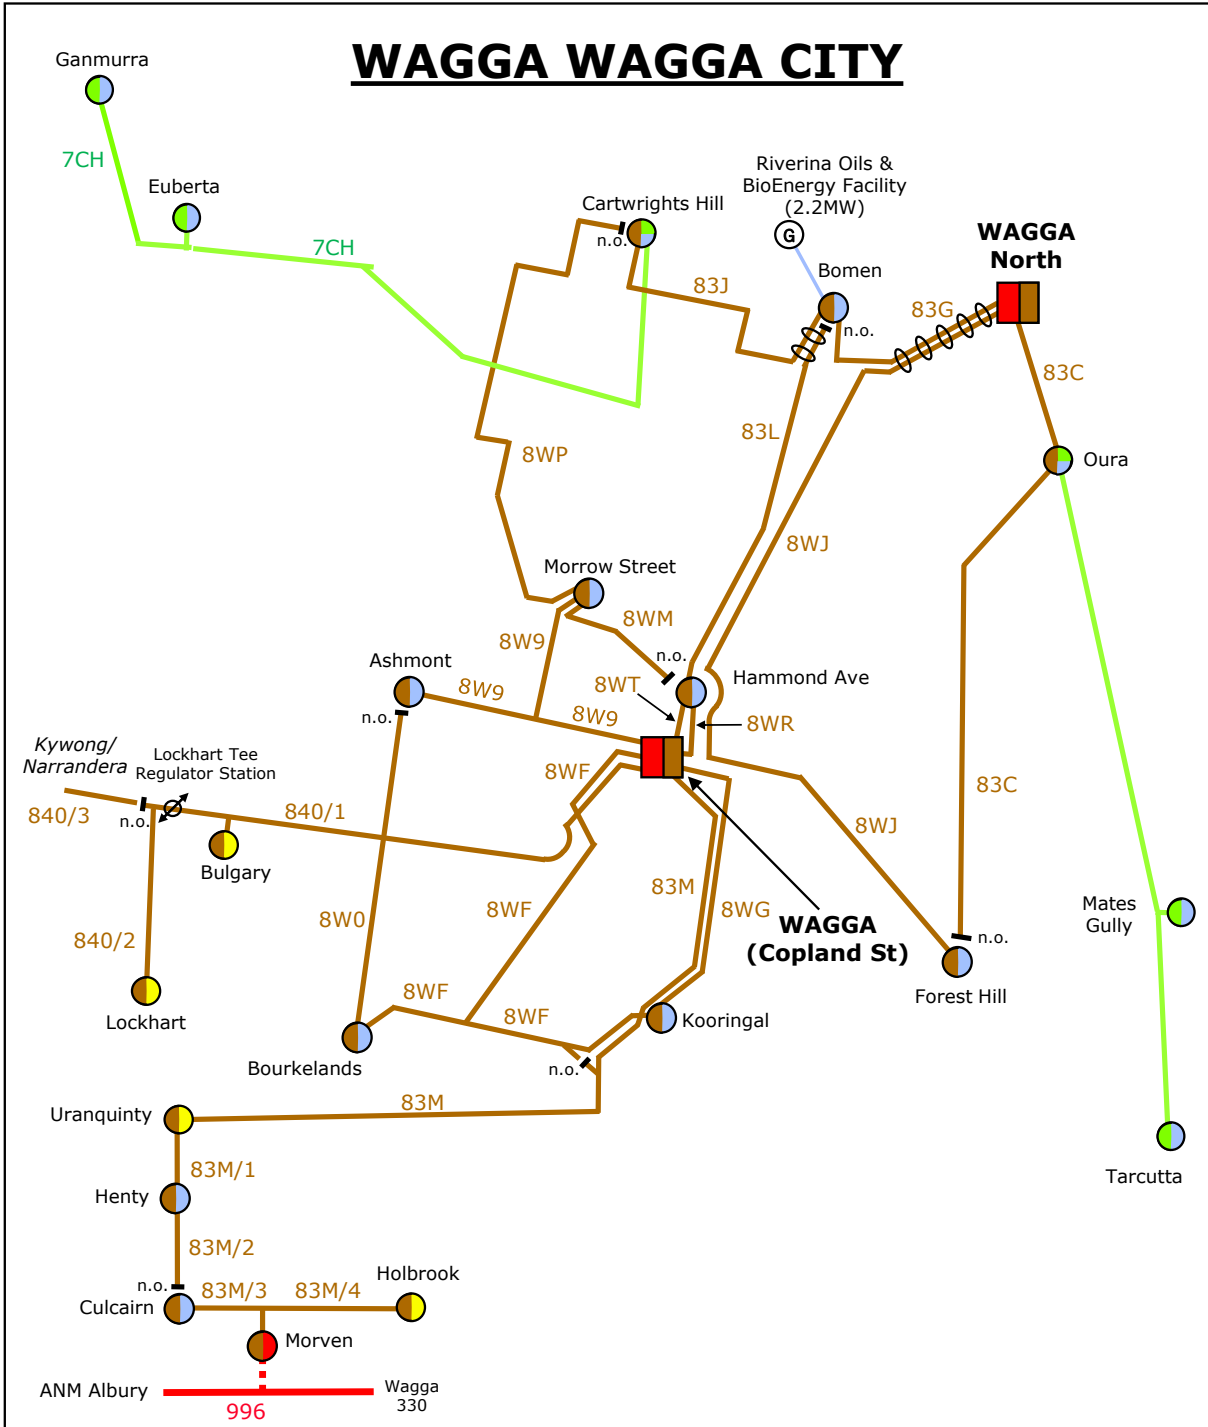 WAGGA WAGGA CITY
Ganmurra
7CH
Euberta
7CH
Cartwrights Hill
n.o.
Riverina Oils &
BioEnergy Facility
(2.2MW)
G
Bomen
n.o.
WAGGA
North
83J
83G
83C
83L
8WP
Oura
8WJ
Morrow Street
8WM
8W9
n.o.
Ashmont
8W9
8WT
Hammond Ave
n.o.
8W9
8WR
Kywong/
Narrandera
Lockhart Tee
Regulator Station
8WF
840/3
n.o.
840/1
83C
8WJ
Bulgary
83M
8WF
8WG
8W0
WAGGA
(Copland St)
Mates
Gully
840/2
n.o.
8WF
Forest Hill
Lockhart
8WF
Kooringal
Bourkelands
n.o.
83M
Uranquinty
83M/1
Tarcutta
Henty
83M/2
n.o.
Holbrook
83M/3
83M/4
Culcairn
Morven
ANM Albury
Wagga
330
996